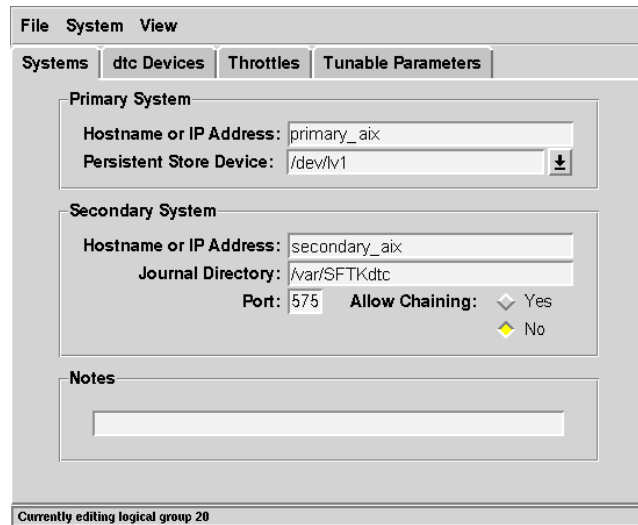 File System View
Systems dtc Devices Throttles Tunable Parameters
Primary System
Hostname or IP Address: primary_aix
Persistent Store Device: /dev/lv1
Secondary System
Hostname or IP Address: secondary_aix
Journal Directory: /var/SFTKdtc
Port: 575 Allow Chaining: Yes
No
Notes
Currently editing logical group 20